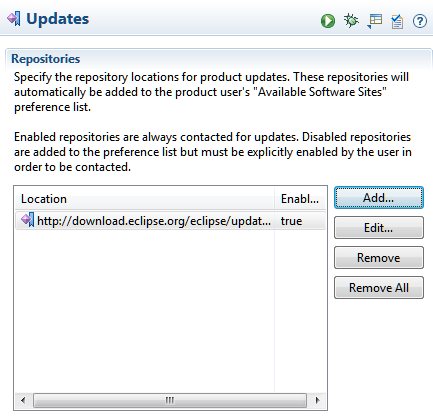 Updates
Repositories
Specify the repository locations for product updates. These repositories will
automatically be added to the product user's "Available Software Sites"
preference list.
Enabled repositories are always contacted for updates. Disabled repositories
are added to the preference list but must be explicitly enabled by the user in
order to be contacted.
Location Enabl...
http://download.eclipse.org/eclipse/updat... true
Add...
Edit...
Remove
Remove All